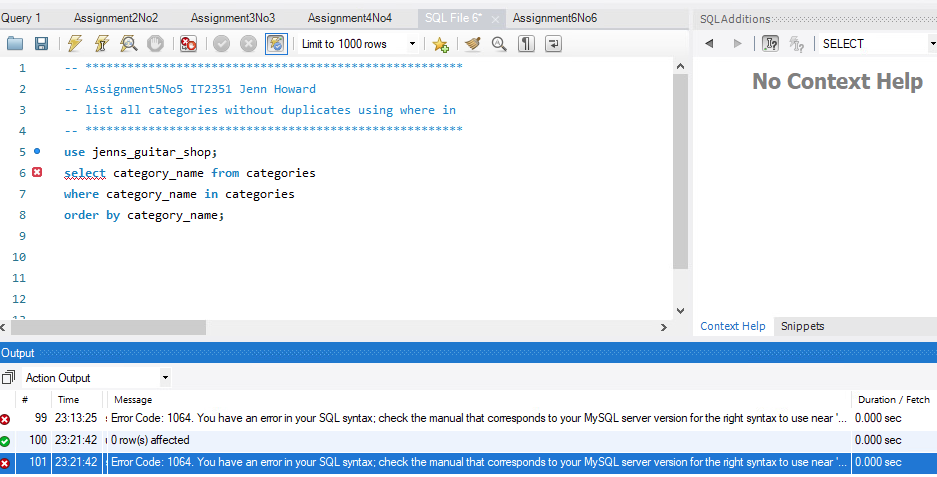 Query 1 Assignment2No2 Assignment3No3 Assignment4No4 SQL File 6* Assignment6No6 SQLAdditions
Limit to 1000 rows SELECT
No Context Help
1 -- ******************************************************
2 -- Assignment5No5 IT2351 Jenn Howard
3 -- list all categories without duplicates using where in
4 -- ******************************************************
5 use jenns_guitar_shop;
6 select category_name from categories
7 where category_name in categories
8 order by category_name;
9
10
11
12
Context Help Snippets
Output
Action Output
# Time Message Duration / Fetch
99 23:13:25 Error Code: 1064. You have an error in your SQL syntax; check the manual that corresponds to your MySQL server version for the right syntax to use near '... 0.000 sec
100 23:21:42 0 row(s) affected 0.000 sec
101 23:21:42 Error Code: 1064. You have an error in your SQL syntax; check the manual that corresponds to your MySQL server version for the right syntax to use near '... 0.000 sec